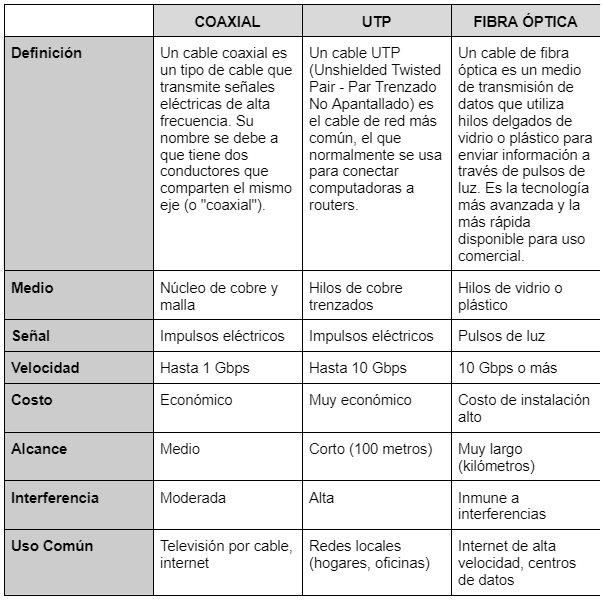 COAXIAL UTP FIBRA ÓPTICA
Definición
Un cable coaxial es
un tipo de cable que
transmite señales
eléctricas de alta
frecuencia. Su
nombre se debe a
a que tiene dos
conductores que
comparten el mismo
eje (o "coaxial").
Un cable UTP
(Unshielded Twisted
Pair - Par Trenzado
No Apantallado) es
el cable de red más
común, el que
normalmente se usa
para conectar
computadoras a
routers.
Un cable de fibra
óptica es un medio
de transmisión de
datos que utiliza
hilos delgados de
vidrio o plástico para
enviar información a
través de pulsos de
luz. Es la tecnología
más avanzada y la
más rápida
disponible para uso
comercial.
Medio
Núcleo de cobre y
malla
Hilos de cobre
trenzados
Hilos de vidrio o
plástico
Señal
Impulsos eléctricos
Impulsos eléctricos
Pulsos de luz
Velocidad
Hasta 1 Gbps
Hasta 10 Gbps
10 Gbps o más
Costo
Económico
Muy económico
Costo de instalación
alto
Alcance
Medio
Corto (100 metros)
Muy largo
(kilómetros)
Interferencia
Moderada
Alta
Inmune a
interferencias
Uso Común
Televisión por cable,
internet
Redes locales
(hogares, oficinas)
Internet de alta
velocidad, centros
de datos